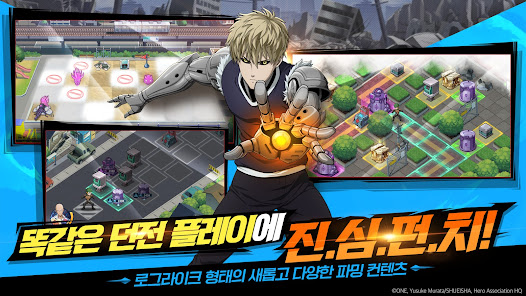 똑같은 던전 플레이에
진.심.펀.치!
로그라이크 형태의 새롭고 다양한 파밍 컨텐츠
©ONE, Yusuke Murata/SHUEISHA, Hero Association HQ